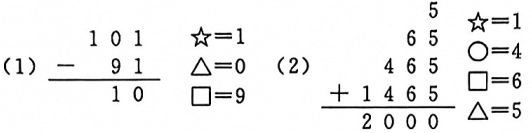 (1)
1 0 1
− 9 1
1 0
☆=1
△=0
□=9
(2)
5
6 5
4 6 5
+ 1 4 6 5
2 0 0 0
☆=1
○=4
□=6
△=5